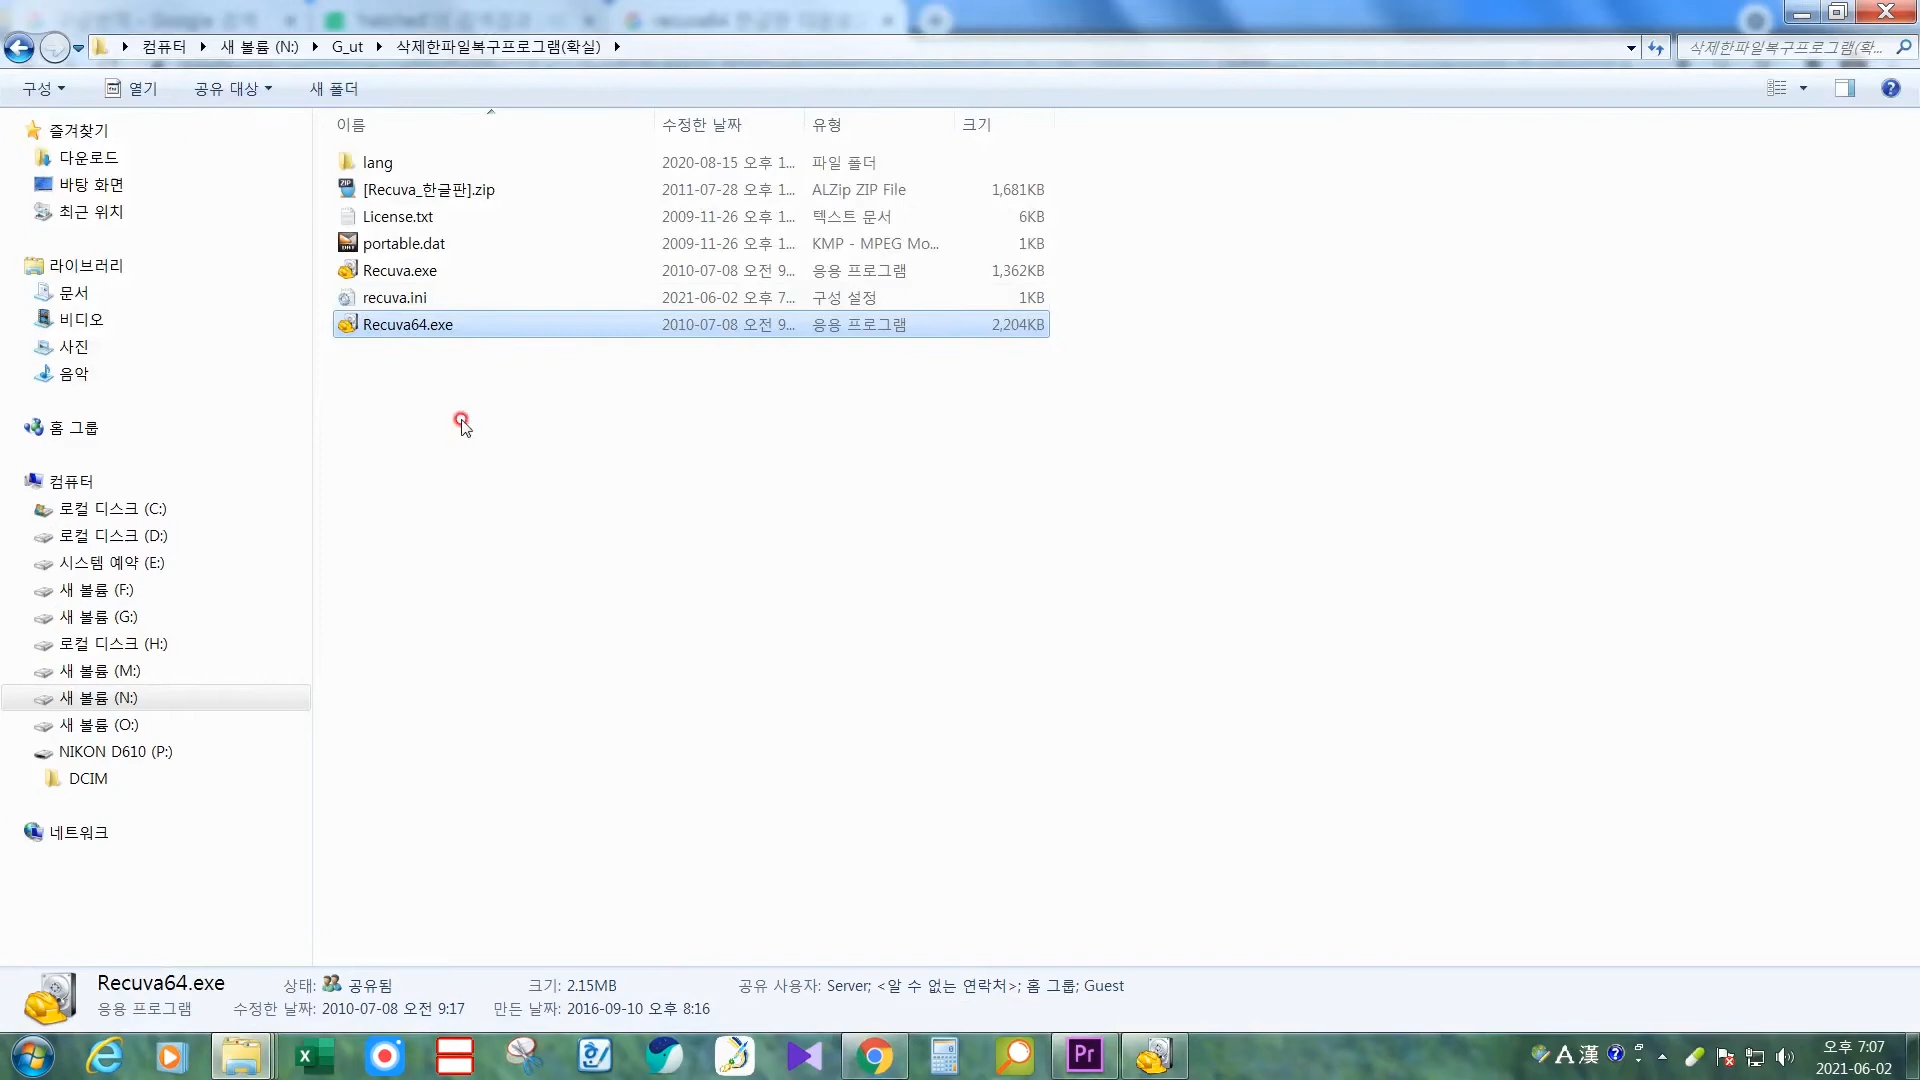 컴퓨터 새 볼륨 (N:) G_ut 삭제한파일복구프로그램(확실)
삭제한파일복구프로그램(확...
구성 열기 공유 대상 새 폴더
이름 수정한 날짜 유형 크기
lang 2020-08-15 오후 1... 파일 폴더
[Recuva_한글판].zip 2011-07-28 오후 1... ALZip ZIP File 1,681KB
License.txt 2009-11-26 오후 1... 텍스트 문서 6KB
portable.dat 2009-11-26 오후 1... KMP - MPEG Mo... 1KB
Recuva.exe 2010-07-08 오전 9... 응용 프로그램 1,362KB
recuva.ini 2021-06-02 오후 7... 구성 설정 1KB
Recuva64.exe 2010-07-08 오전 9... 응용 프로그램 2,204KB
즐겨찾기
다운로드
바탕 화면
최근 위치
라이브러리
문서
비디오
사진
음악
홈 그룹
컴퓨터
로컬 디스크 (C:)
로컬 디스크 (D:)
시스템 예약 (E:)
새 볼륨 (F:)
새 볼륨 (G:)
로컬 디스크 (H:)
새 볼륨 (M:)
새 볼륨 (N:)
새 볼륨 (O:)
NIKON D610 (P:)
DCIM
네트워크
Recuva64.exe 상태: 공유됨 크기: 2.15MB 공유 사용자: Server; <알 수 없는 연락처>; 홈 그룹; Guest
응용 프로그램 수정한 날짜: 2010-07-08 오전 9:17 만든 날짜: 2016-09-10 오후 8:16
Pr
A 漢
오후 7:07
2021-06-02